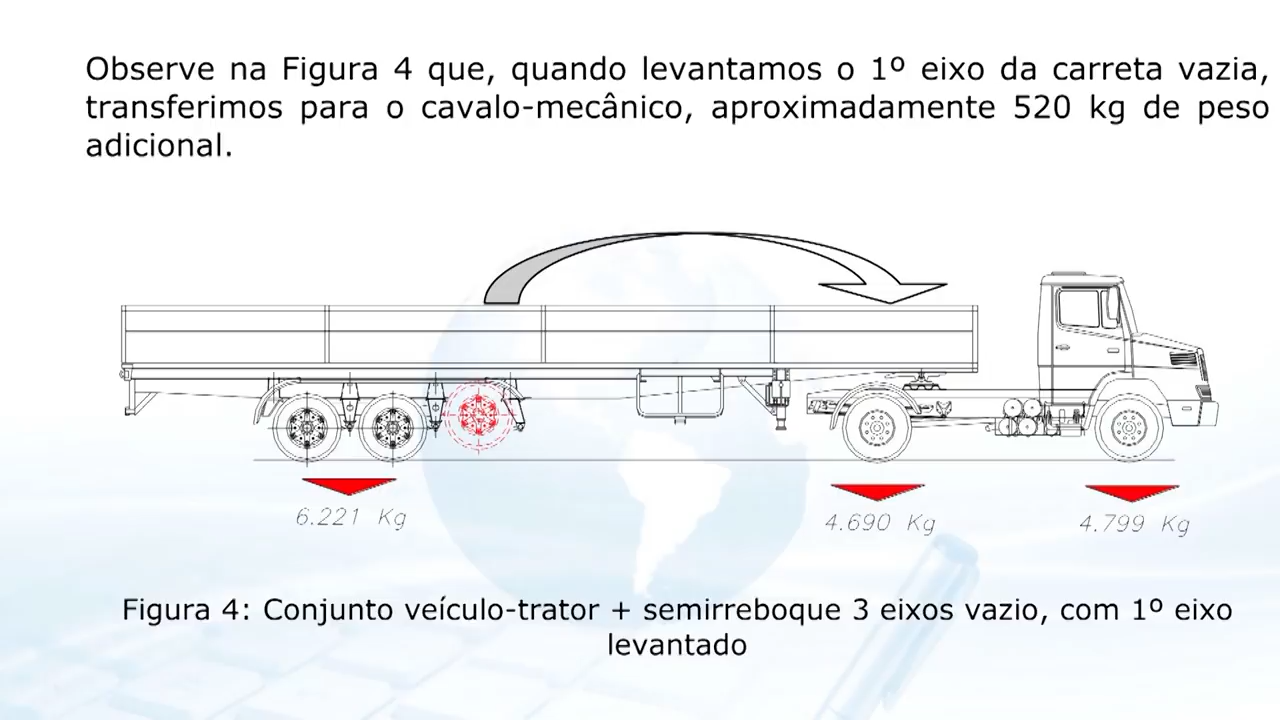 Observe na Figura 4 que, quando levantamos o 1º eixo da carreta vazia,
transferimos para o cavalo-mecânico, aproximadamente 520 kg de peso
adicional.
6.221 Kg
4.690 Kg
4.799 Kg
Figura 4: Conjunto veículo-trator + semirreboque 3 eixos vazio, com 1º eixo
levantado